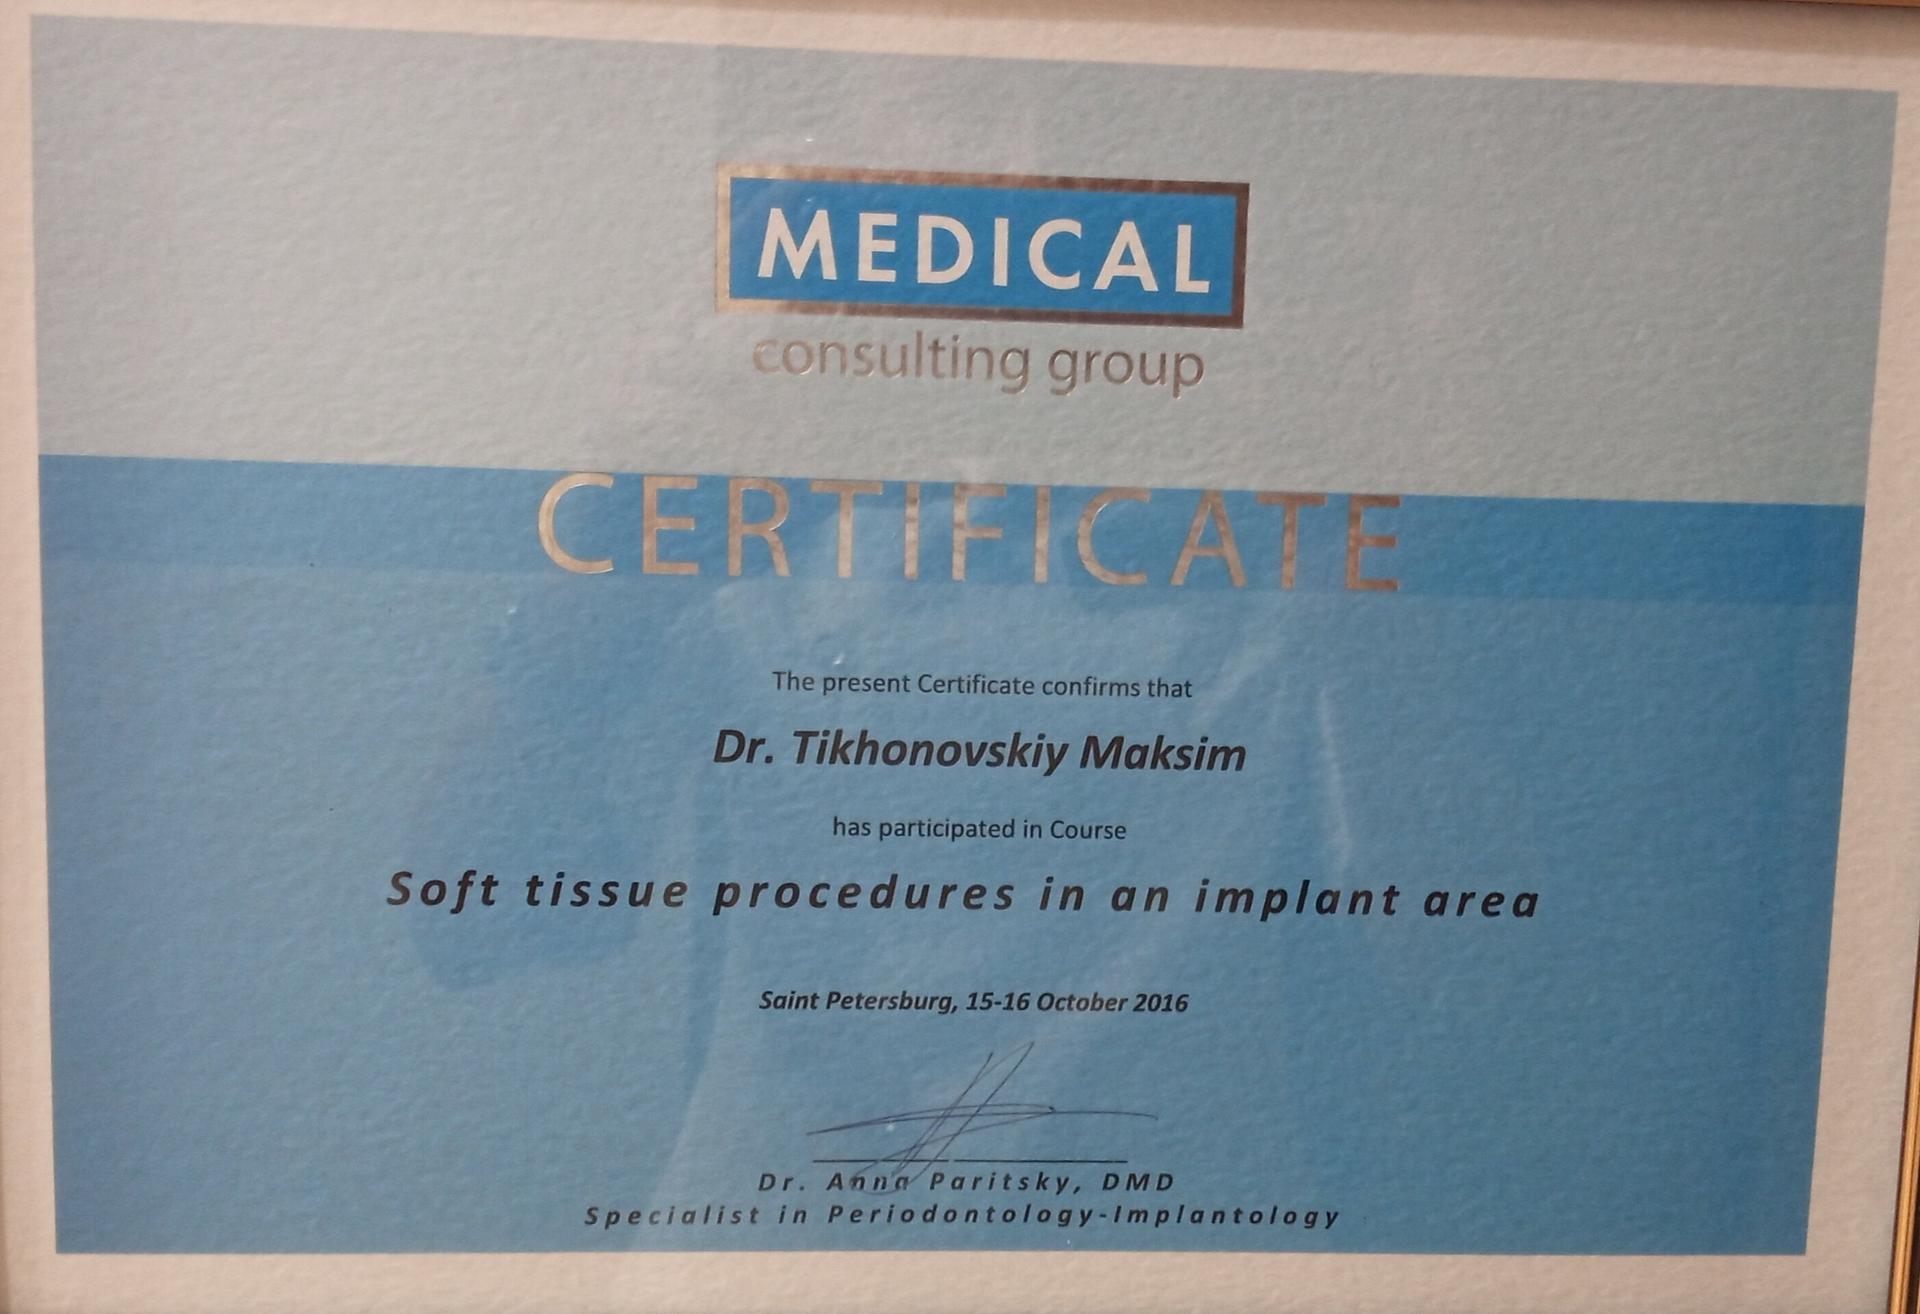 MEDICAL
consulting group
CERTIFICATE
The present Certificate confirms that
Dr. Tikhonovskiy Maksim
has participated in Course
Soft tissue procedures in an implant area
Saint Petersburg, 15-16 October 2016
Dr. Anna Paritsky, DMD
Specialist in Periodontology-Implantology